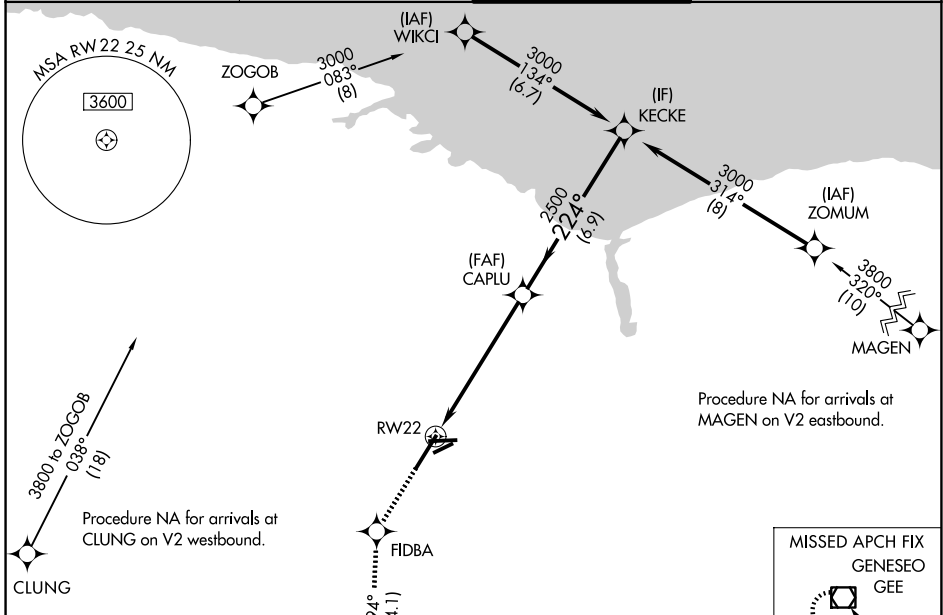 MSA RW22 25 NM
3600
ZOGOB
3000
083°
(8)
(IAF)
WIKCI
3000
134°
(6.7)
(IF)
KECKE
3000
314°
(8)
(IAF)
ZOMUM
3800
320°
(10)
MAGEN
2500
224°
(6.9)
(FAF)
CAPLU
Procedure NA for arrivals at
MAGEN on V2 eastbound.
RW22
3800 to ZOGOB
038°
(18)
Procedure NA for arrivals at
CLUNG on V2 westbound.
CLUNG
FIDBA
MISSED APCH FIX
GENESEO
GEE